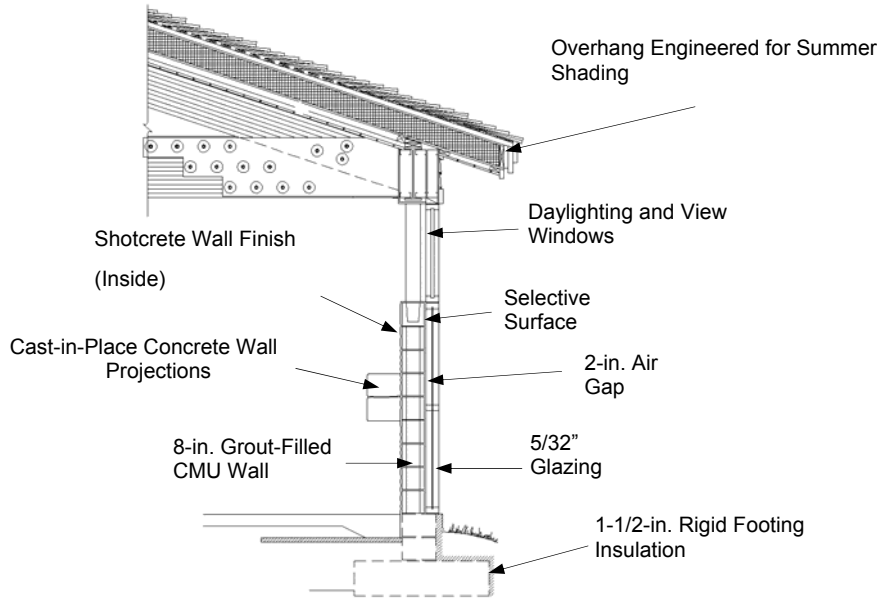 Overhang Engineered for Summer
Shading
Daylighting and View
Windows
Shotcrete Wall Finish
(Inside)
Selective
Surface
Cast-in-Place Concrete Wall
Projections
2-in. Air
Gap
8-in. Grout-Filled
CMU Wall
5/32”
Glazing
1-1/2-in. Rigid Footing
Insulation